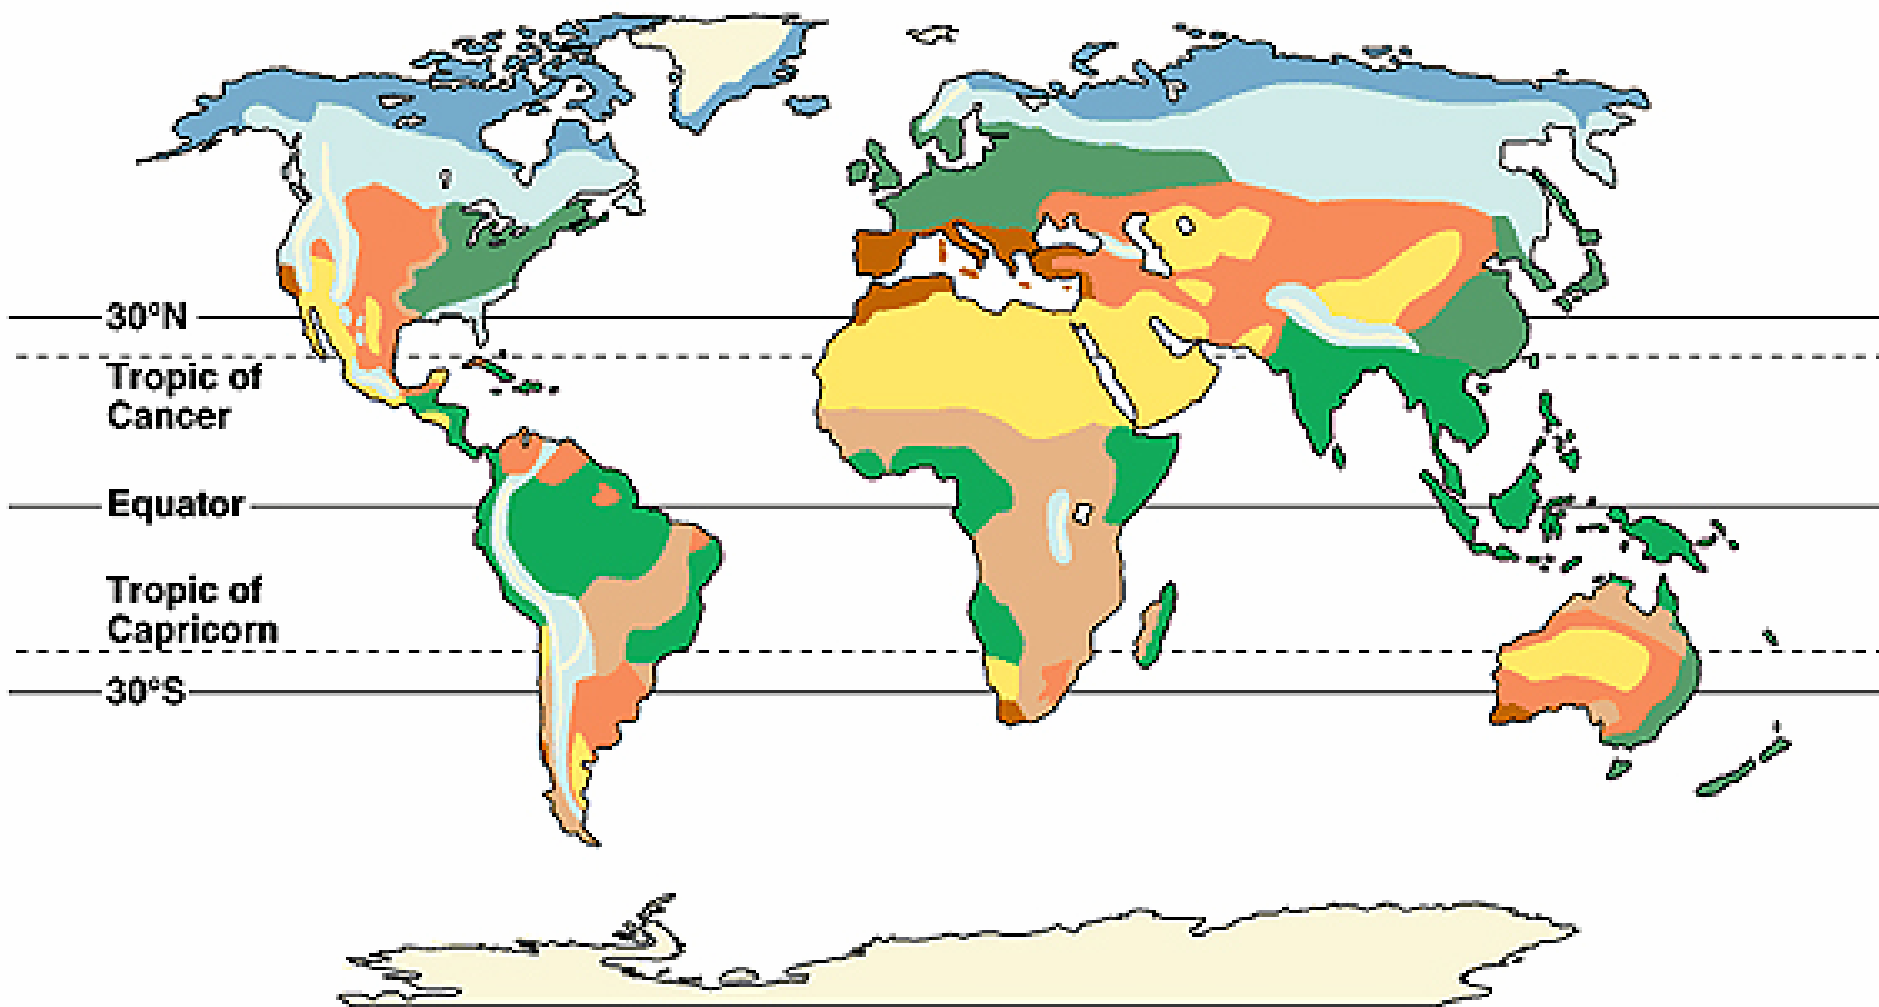 30°N
Tropic of
Cancer
Equator
Tropic of
Capricorn
30°S